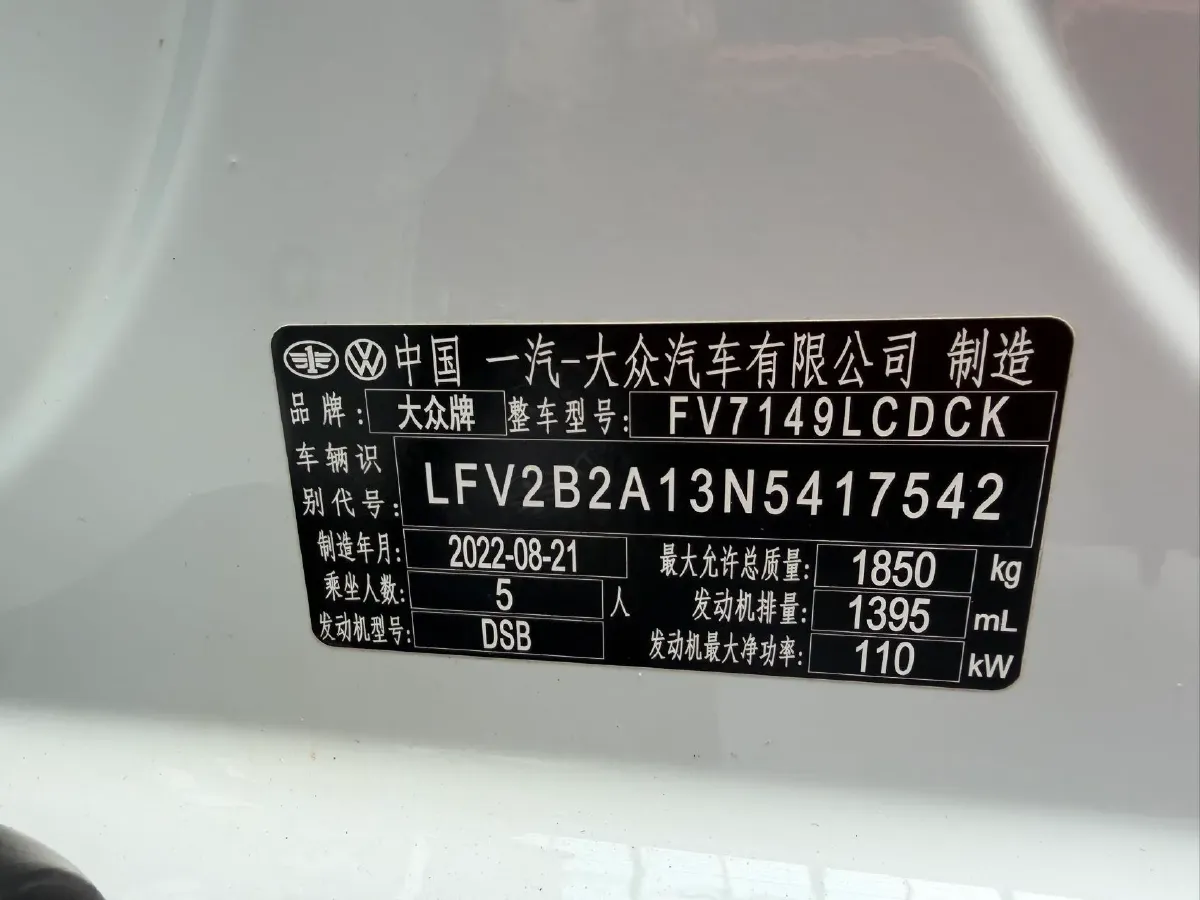 中国 一汽-大众汽车有限公司 制造
品牌: 大众牌 整车型号: FV7149LCDCK
车辆识别代号: LFV2B2A13N5417542
制造年月: 2022-08-21 最大允许总质量: 1850 kg
乘坐人数: 5 人 发动机排量: 1395 mL
发动机型号: DSB 发动机最大净功率: 110 kW